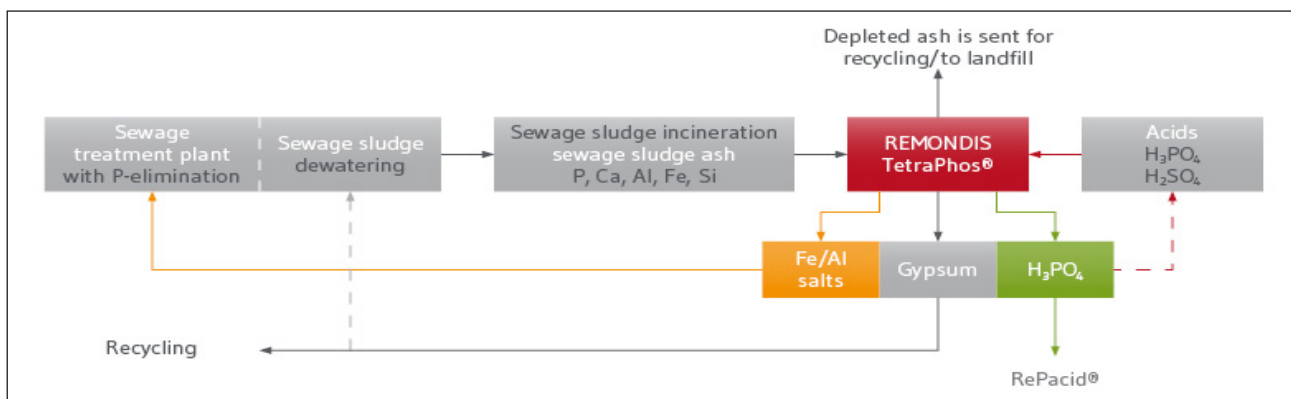 Depleted ash is sent for
recycling/to landfill
Sewage
treatment plant
with P-elimination
Sewage sludge
dewatering
Sewage sludge incineration
sewage sludge ash
P, Ca, Al, Fe, Si
REMONDIS
TetraPhos®
Acids
H₃PO₄
H₂SO₄
Fe/Al
salts
Gypsum
H₃PO₄
Recycling
RePacid®